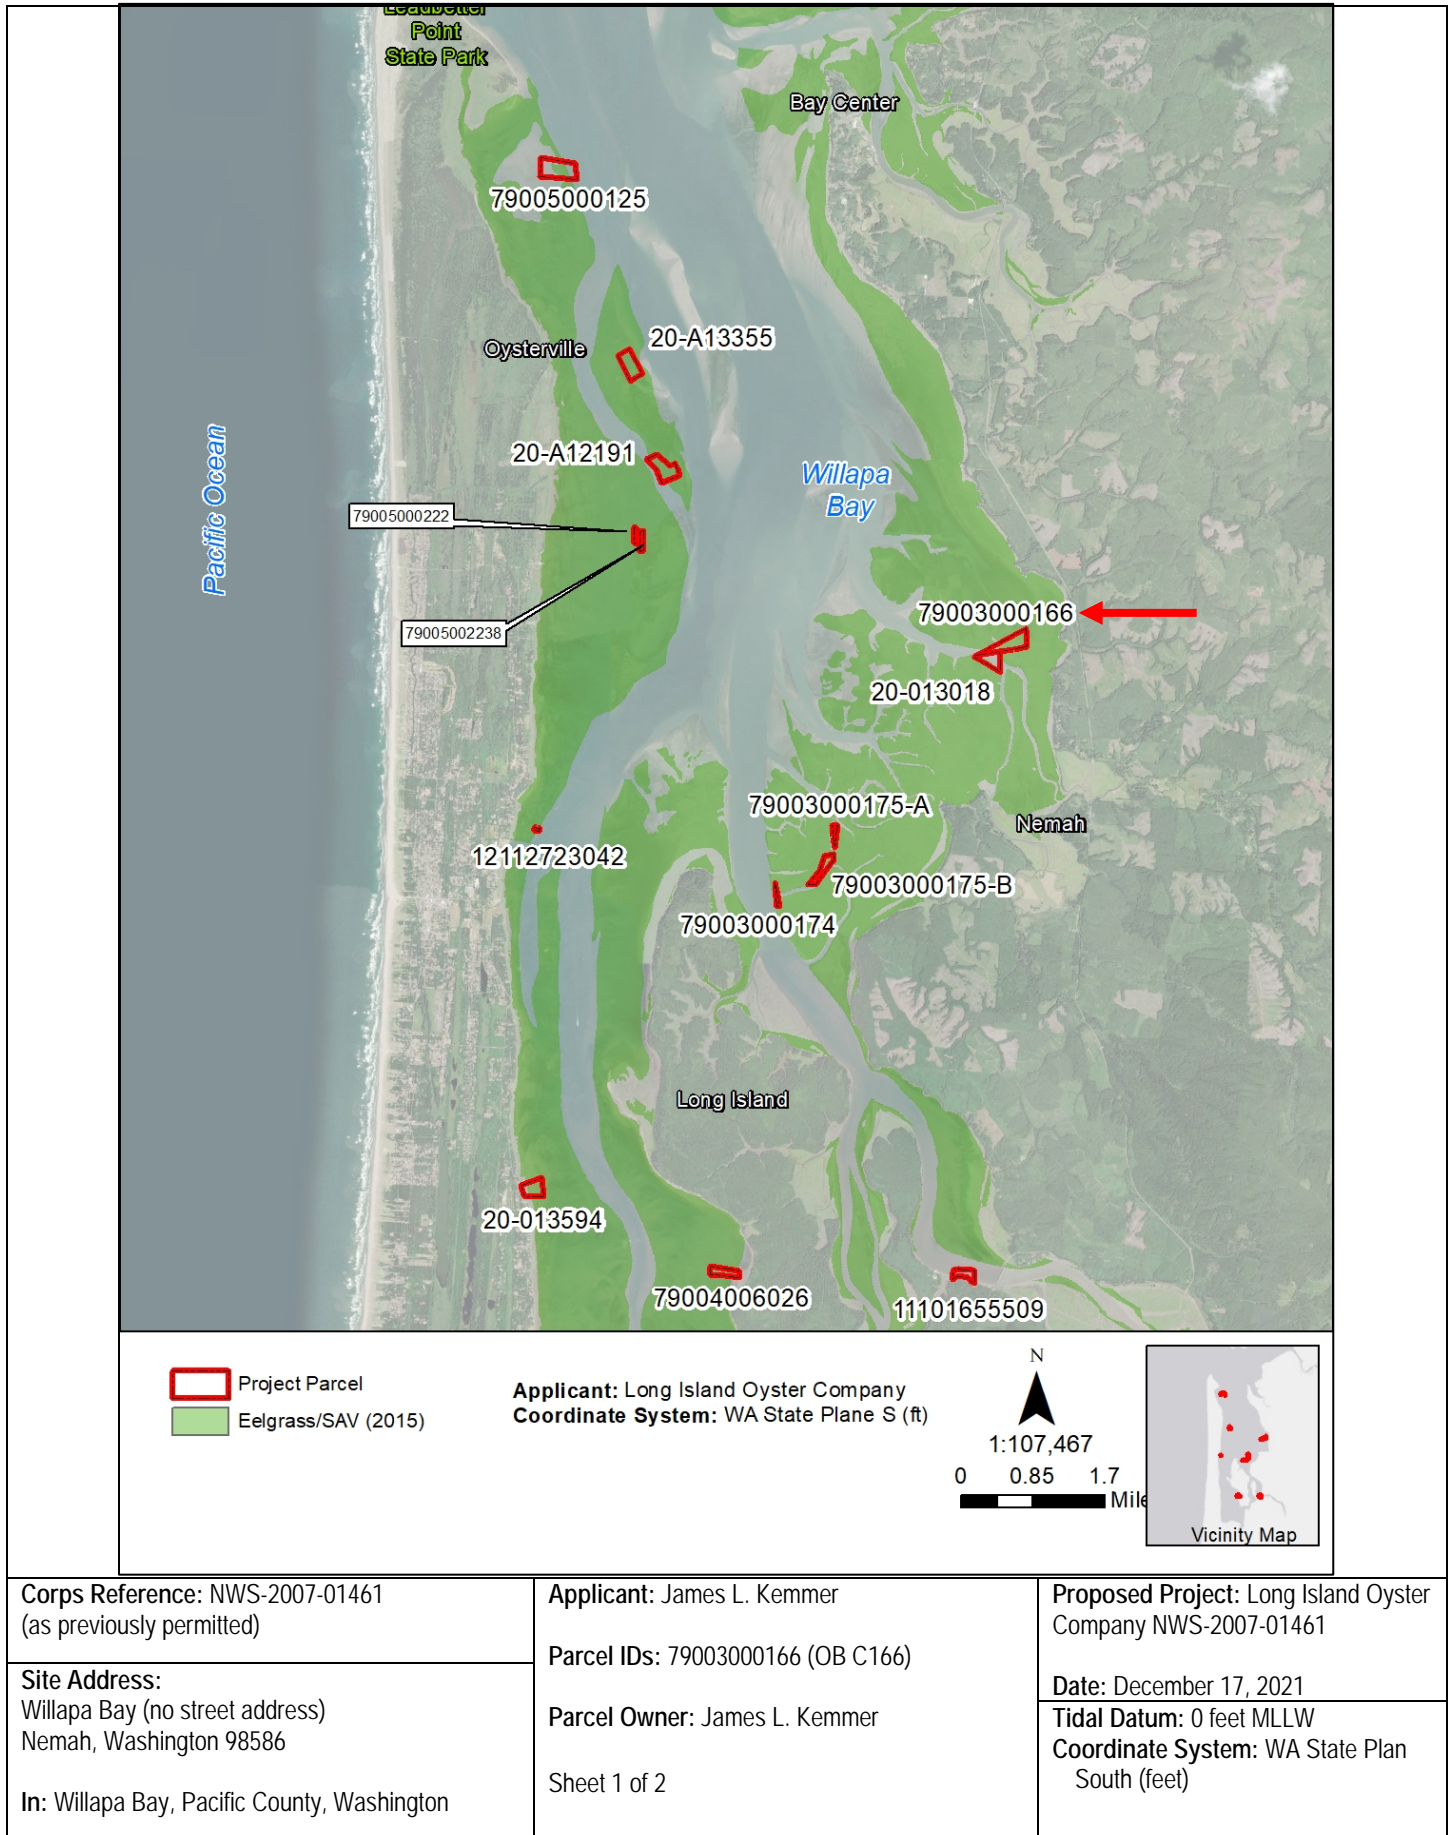 Leadbetter
Point
State Park
Bay Center
79005000125
20-A13355
Oysterville
20-A12191
Willapa
Bay
Pacific Ocean
79005000222
79003000166
79005002238
20-013018
79003000175-A
Nemah
12112723042
79003000175-B
79003000174
Long Island
20-013594
79004006026
11101655509
Project Parcel
Eelgrass/SAV (2015)
Applicant: Long Island Oyster Company
Coordinate System: WA State Plane S (ft)
N
1:107,467
0 0.85 1.7
Mile
Vicinity Map
Corps Reference: NWS-2007-01461
(as previously permitted)
Site Address:
Willapa Bay (no street address)
Nemah, Washington 98586
In: Willapa Bay, Pacific County, Washington
Applicant: James L. Kemmer
Parcel IDs: 79003000166 (OB C166)
Parcel Owner: James L. Kemmer
Sheet 1 of 2
Proposed Project: Long Island Oyster
Company NWS-2007-01461
Date: December 17, 2021
Tidal Datum: 0 feet MLLW
Coordinate System: WA State Plan
South (feet)